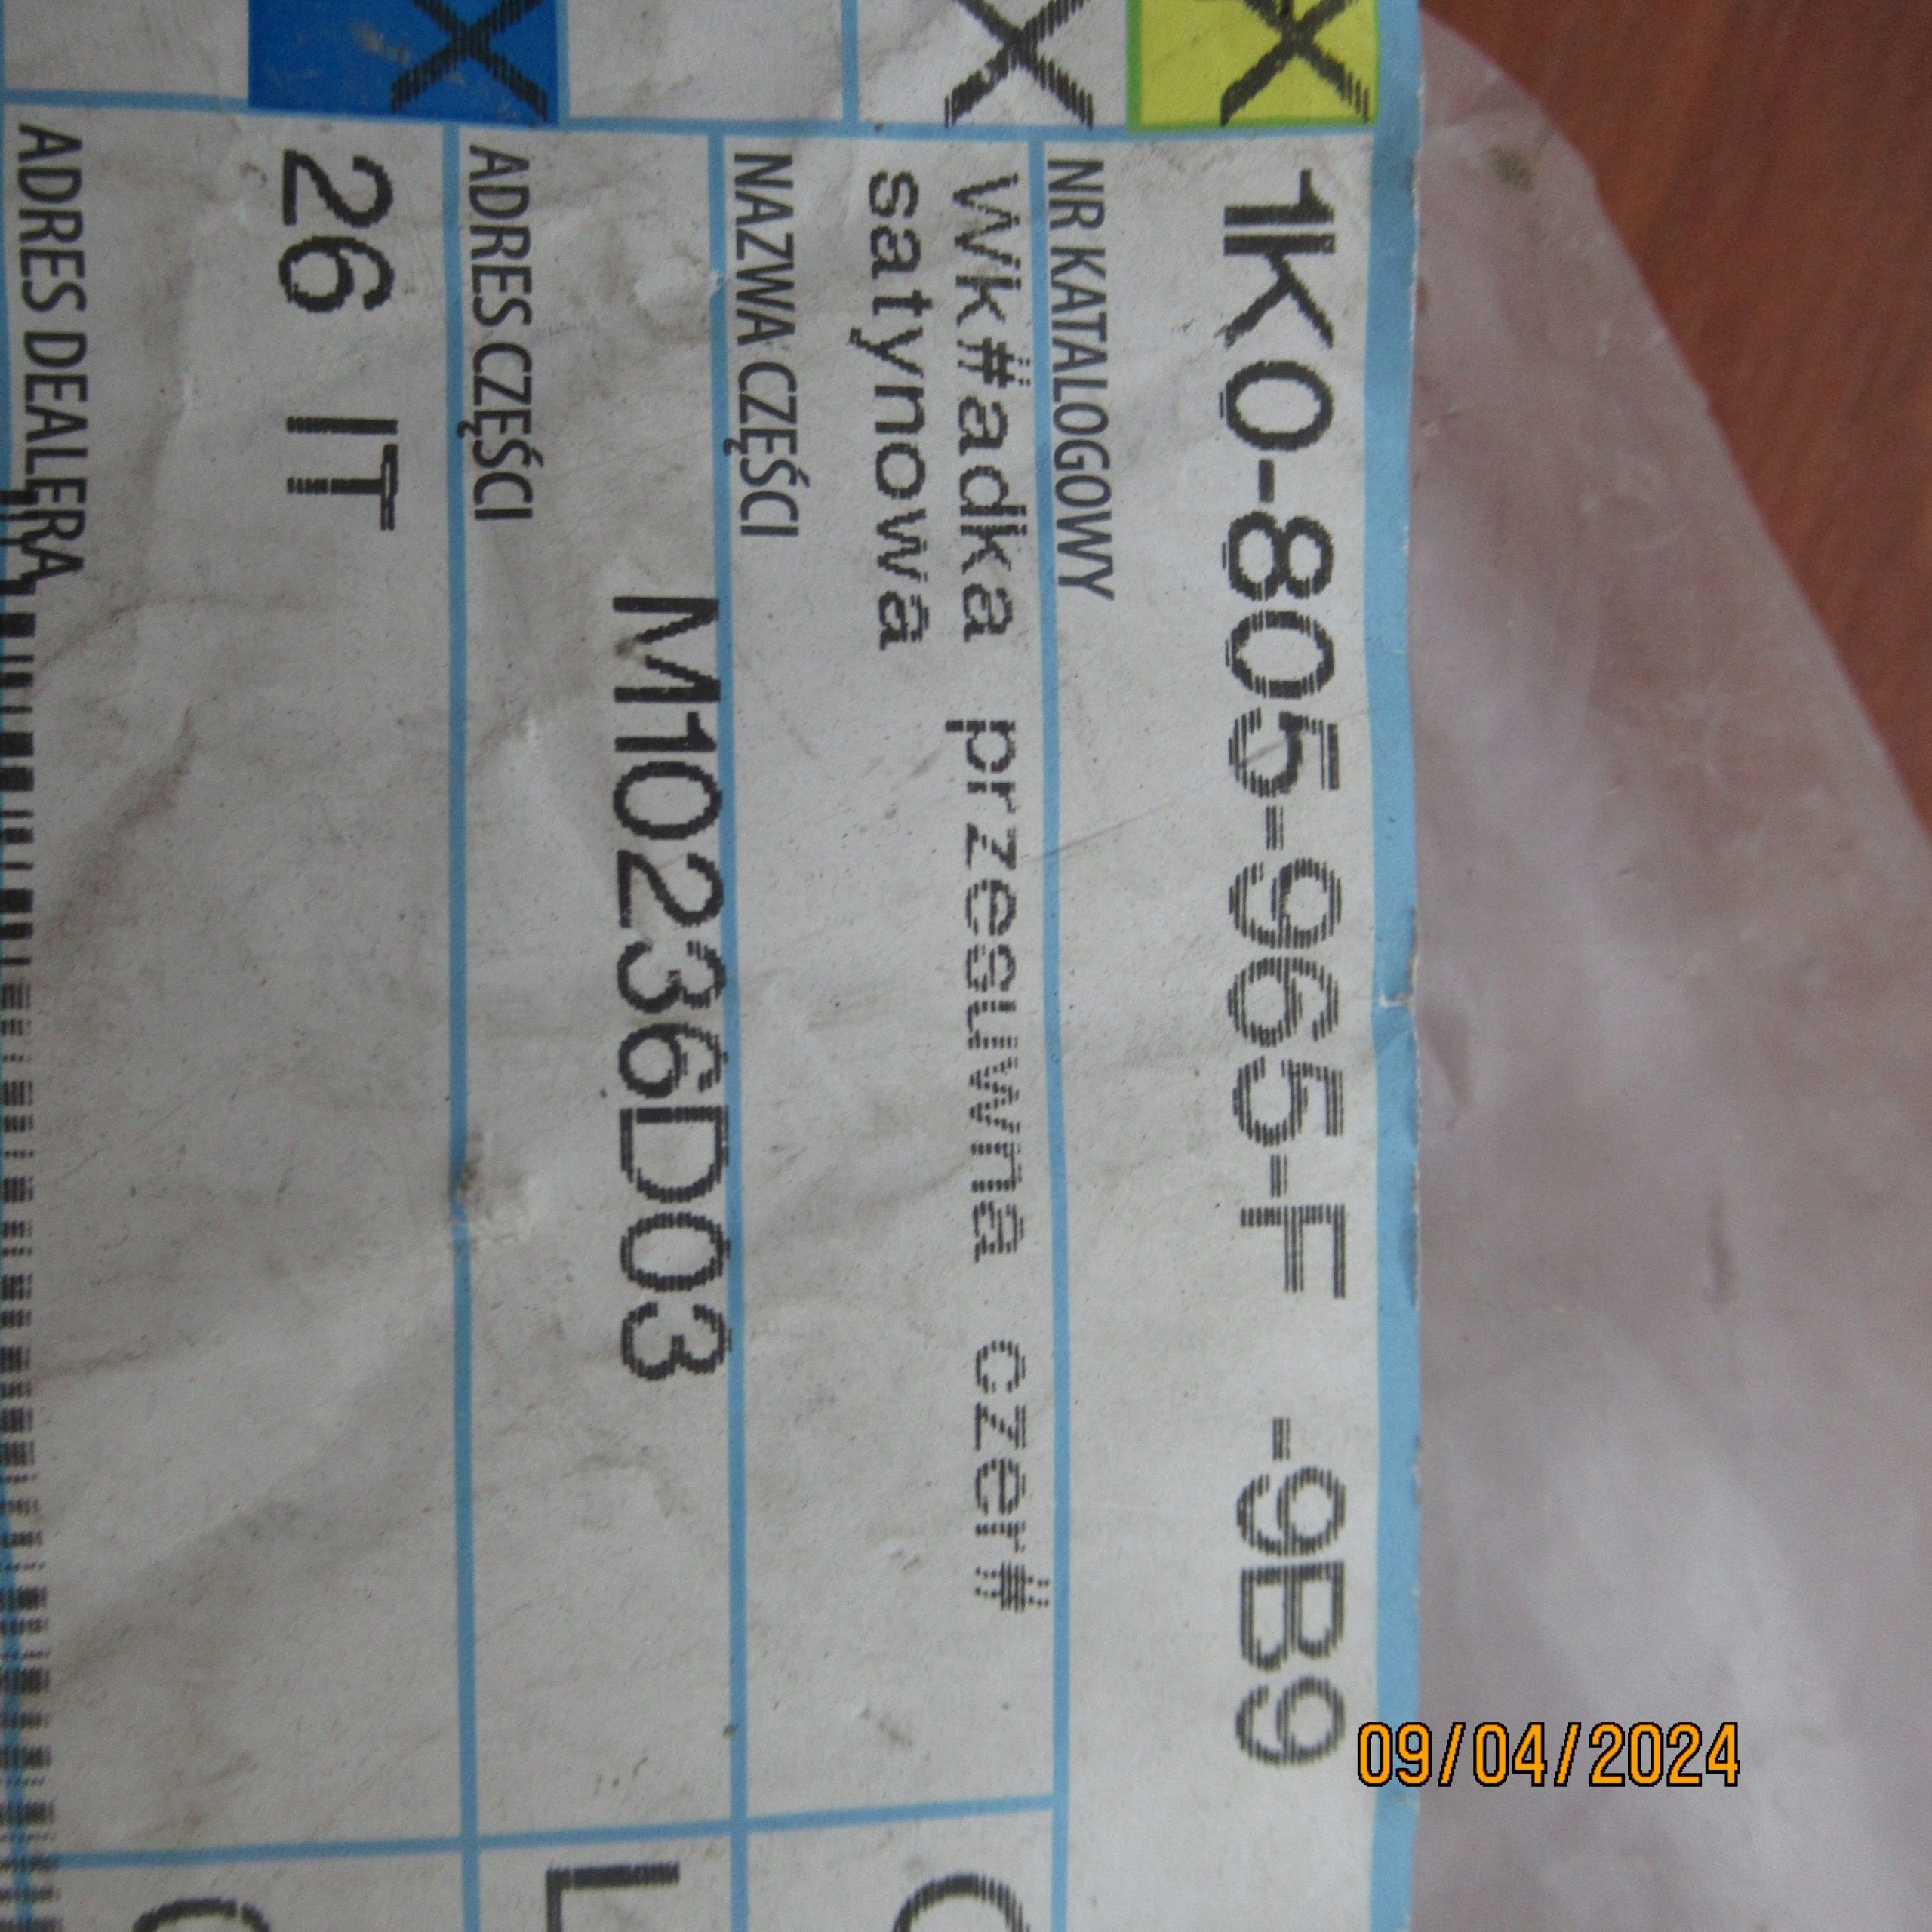 1K0-805-965-F -9B9
NR KATALOGOWY
Wk#adka przesuwna czer#
satynowa
NAZWA CZĘŚCI
M10236D03
ADRES CZĘŚCI
26 IT
ADRES DEALERA
X
X
X
L
09/04/2024